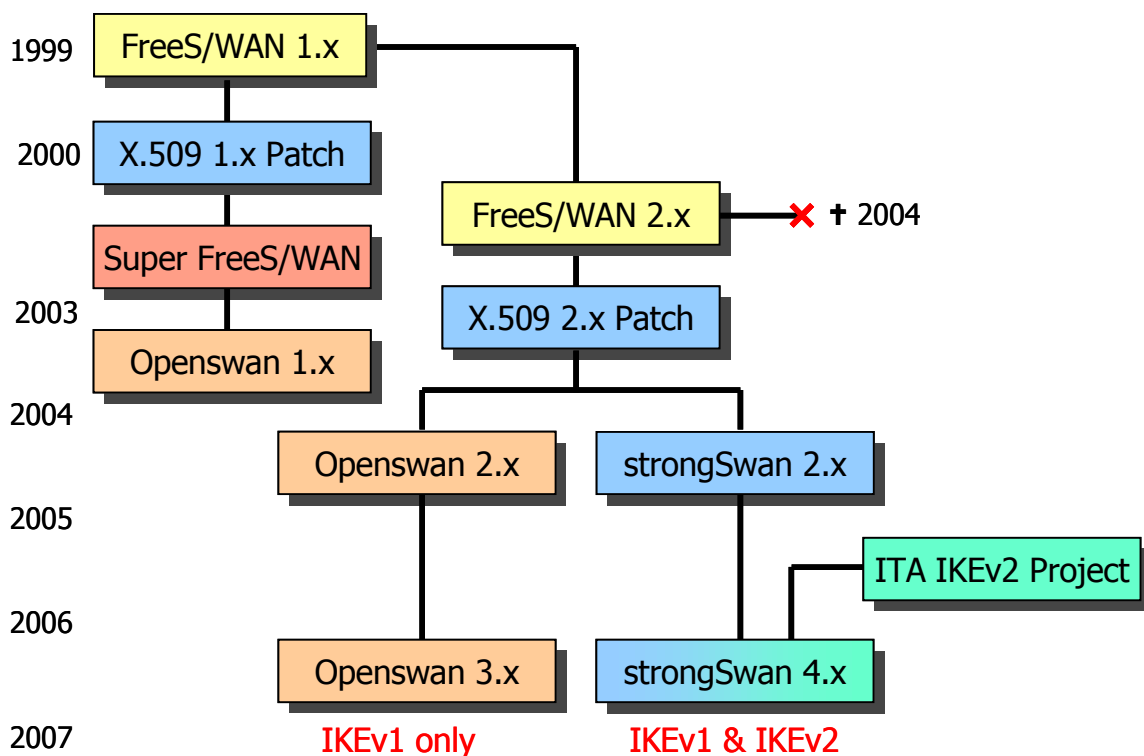 1999
FreeS/WAN 1.x
2000
X.509 1.x Patch
FreeS/WAN 2.x
✝ 2004
Super FreeS/WAN
2003
X.509 2.x Patch
Openswan 1.x
2004
Openswan 2.x
strongSwan 2.x
2005
ITA IKEv2 Project
2006
Openswan 3.x
strongSwan 4.x
2007
IKEv1 only
IKEv1 & IKEv2